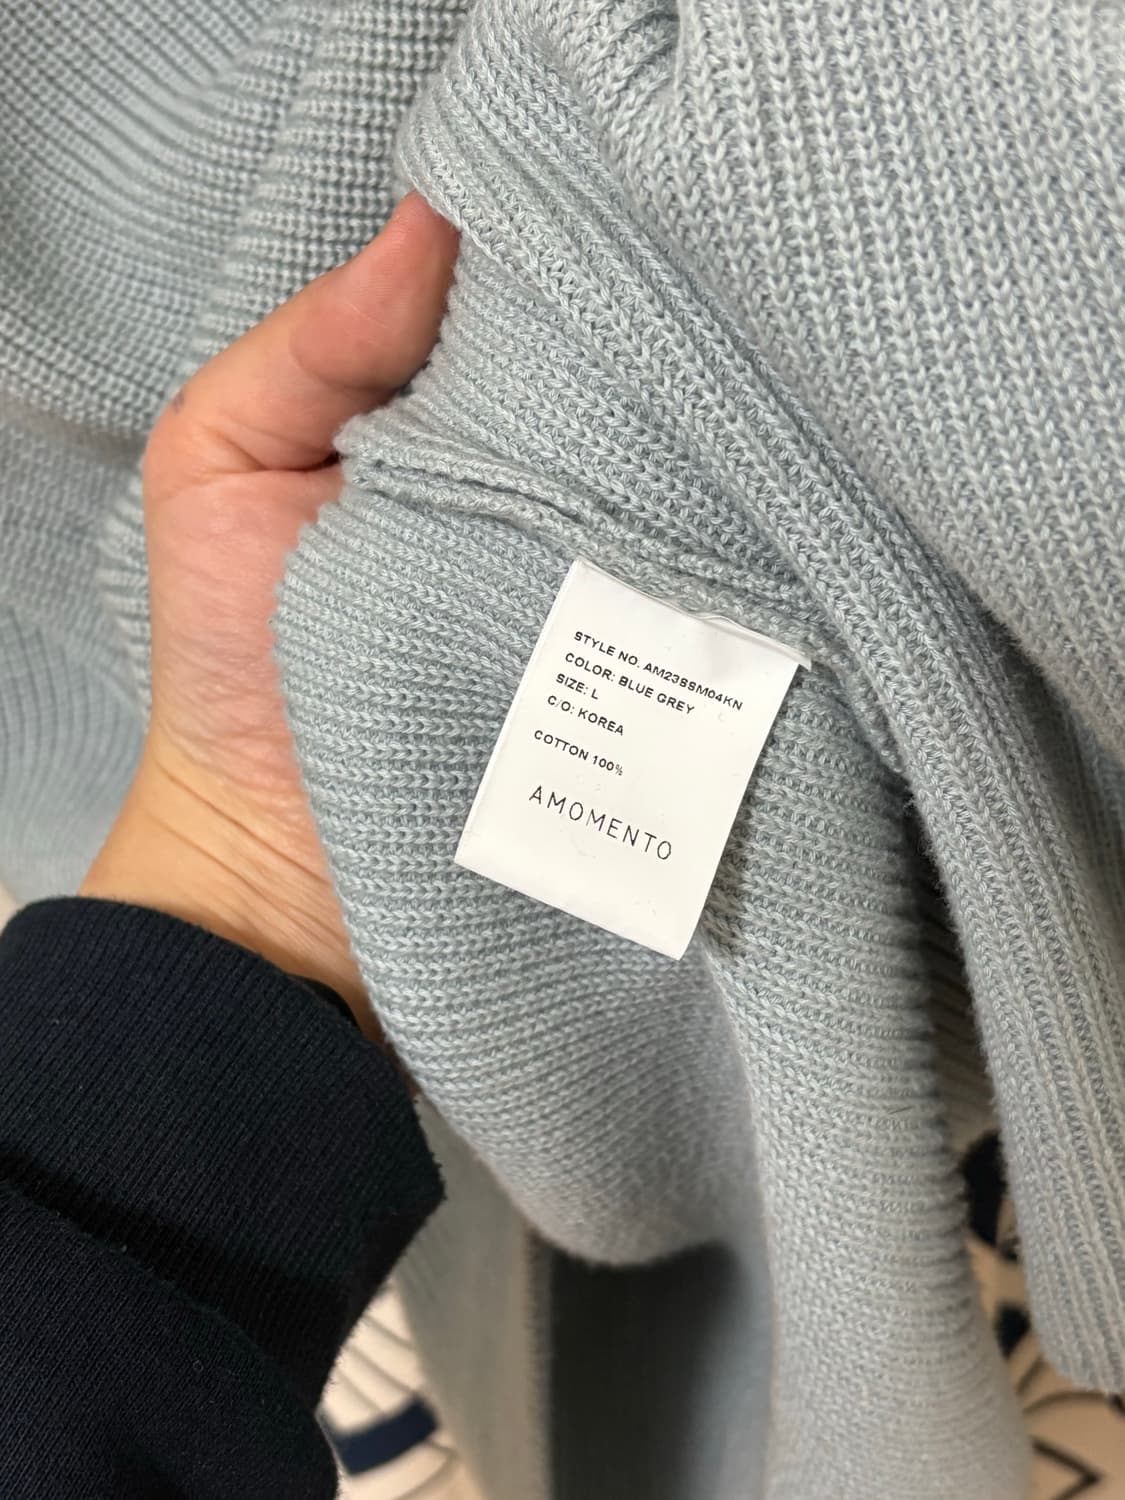 STYLE NO. AM23SSM04KN
COLOR: BLUE GREY
SIZE: L
C/O: KOREA
COTTON 100%
AMOMENTO